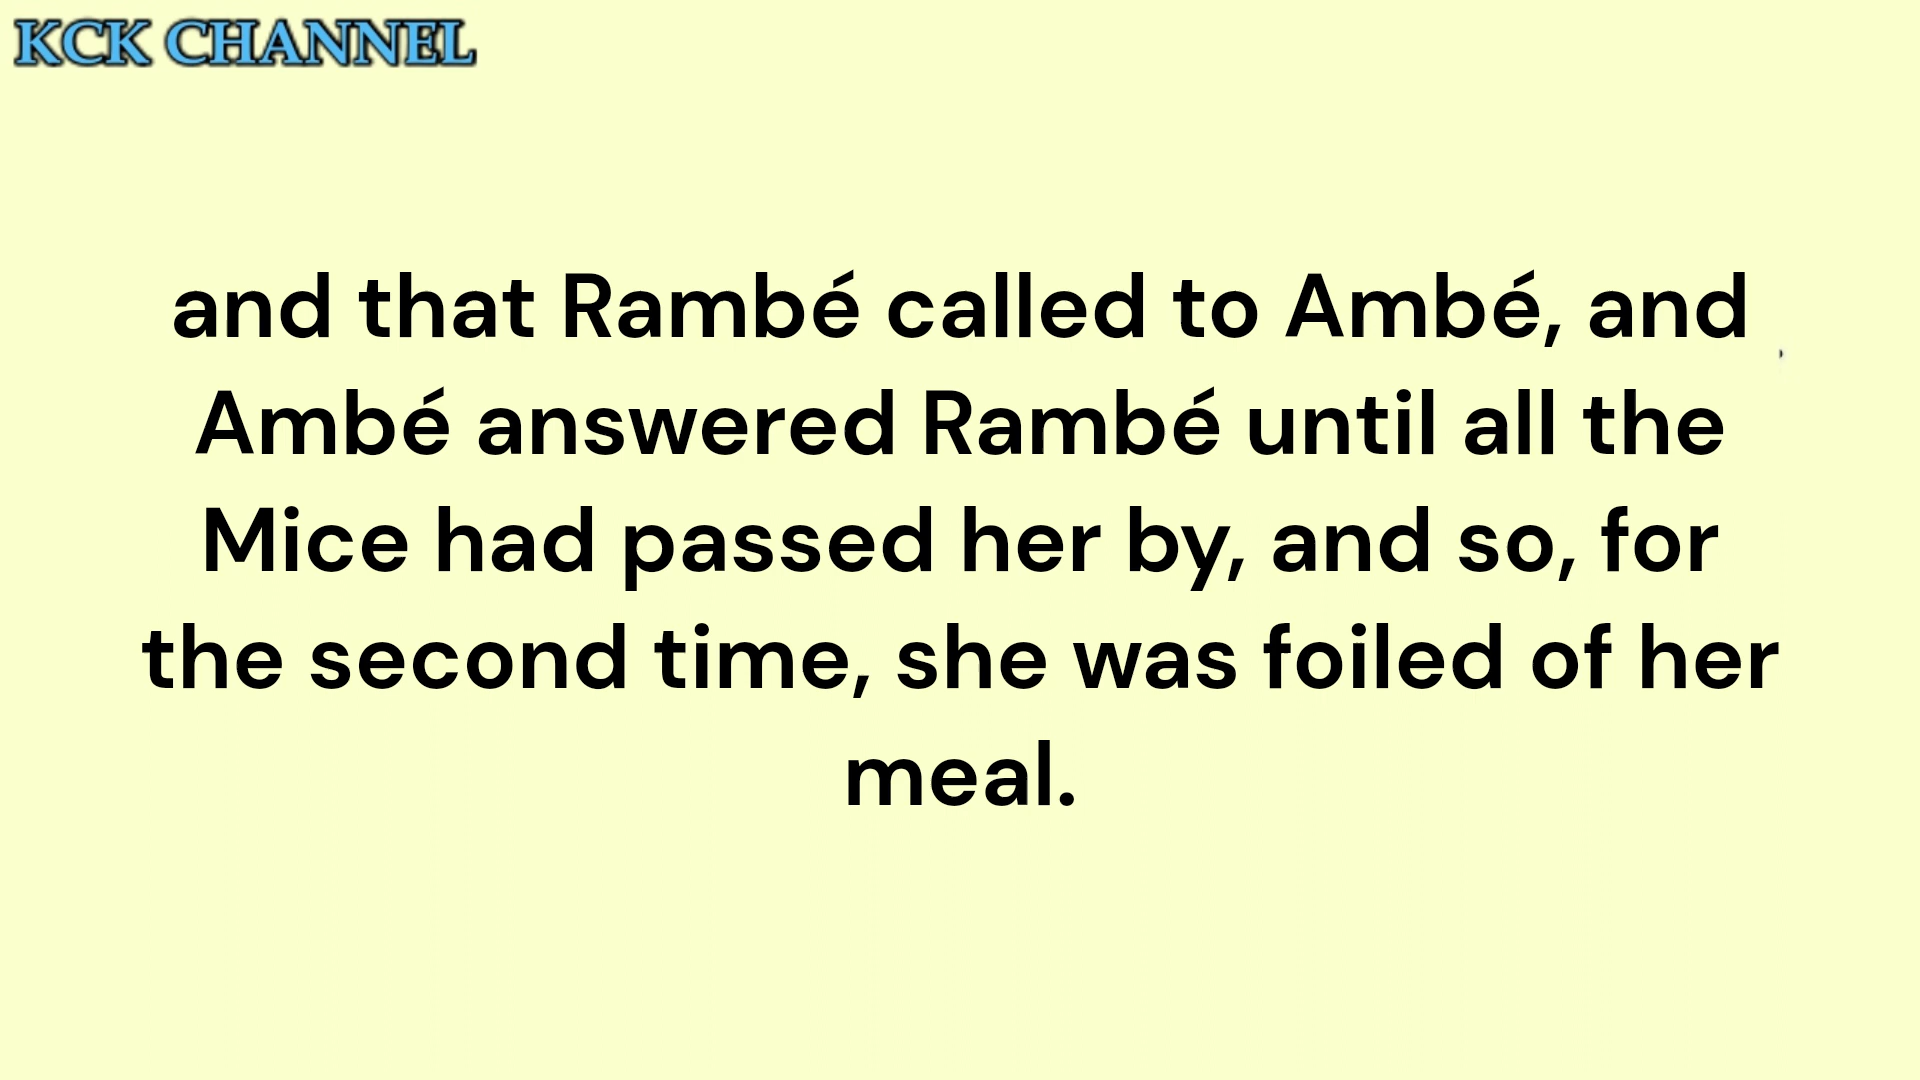 KCK CHANNEL
and that Rambé called to Ambé, and
Ambé answered Rambé until all the
Mice had passed her by, and so, for
the second time, she was foiled of her
meal.